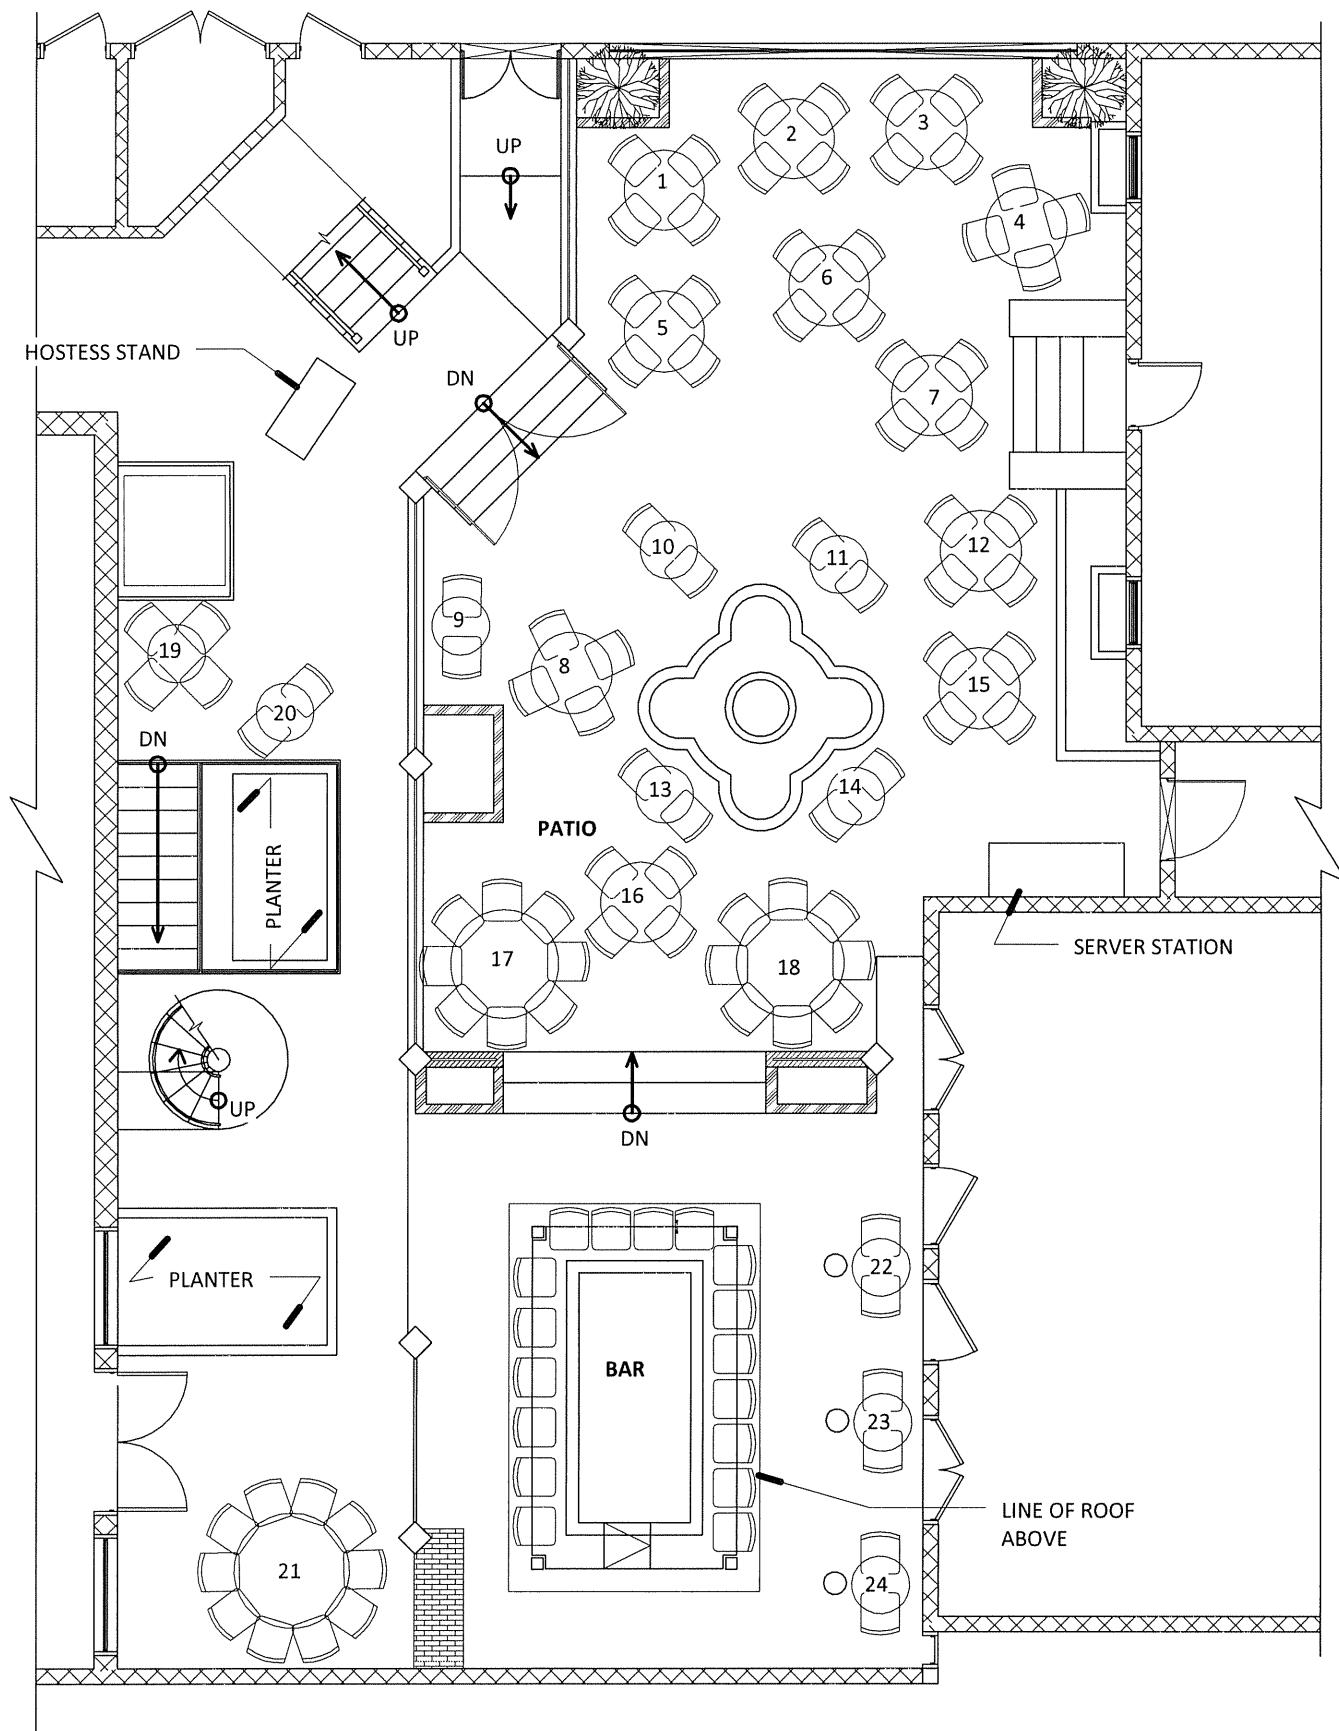 2
3
1
UP
4
6
5
UP
HOSTESS STAND
DN
7
10
11
12
9
8
19
20
15
DN
13
14
PATIO
PLANTER
16
17
18
SERVER STATION
UP
DN
22
PLANTER
BAR
23
LINE OF ROOF
ABOVE
21
24